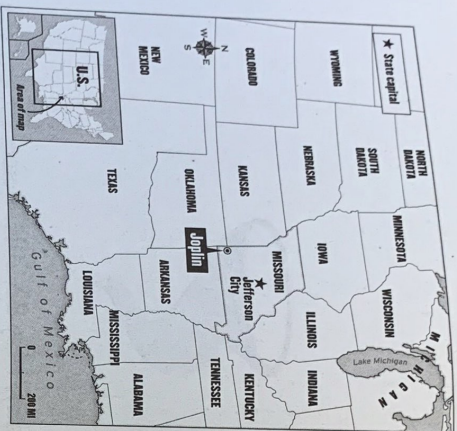 ★ State capital
NORTH
DAKOTA
MINNESOTA
WISCONSIN
MICHIGAN
Lake Michigan
SOUTH
DAKOTA
WYOMING
NEBRASKA
IOWA
ILLINOIS
INDIANA
COLORADO
KANSAS
MISSOURI
★ Jefferson
City
KENTUCKY
TENNESSEE
N
W E
S
NEW
MEXICO
OKLAHOMA
Joplin
ARKANSAS
TEXAS
LOUISIANA
MISSISSIPPI
ALABAMA
U.S.
Area of map
Gulf of Mexico
0 200 MI